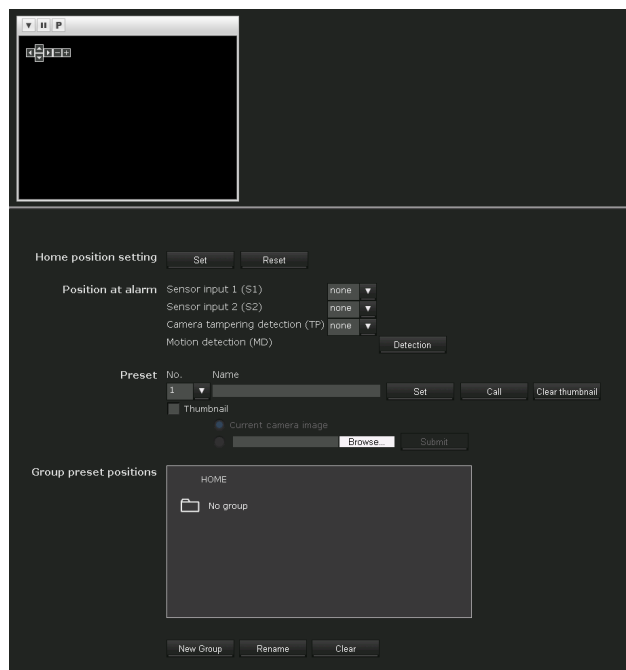 P
Home position setting Set Reset
Position at alarm Sensor input 1 (S1) none
Sensor input 2 (S2) none
Camera tampering detection (TP) none
Motion detection (MD) Detection
Preset No. Name
1 Set Call Clear thumbnail
Thumbnail
Current camera image
Browse... Submit
Group preset positions
HOME
No group
New Group Rename Clear